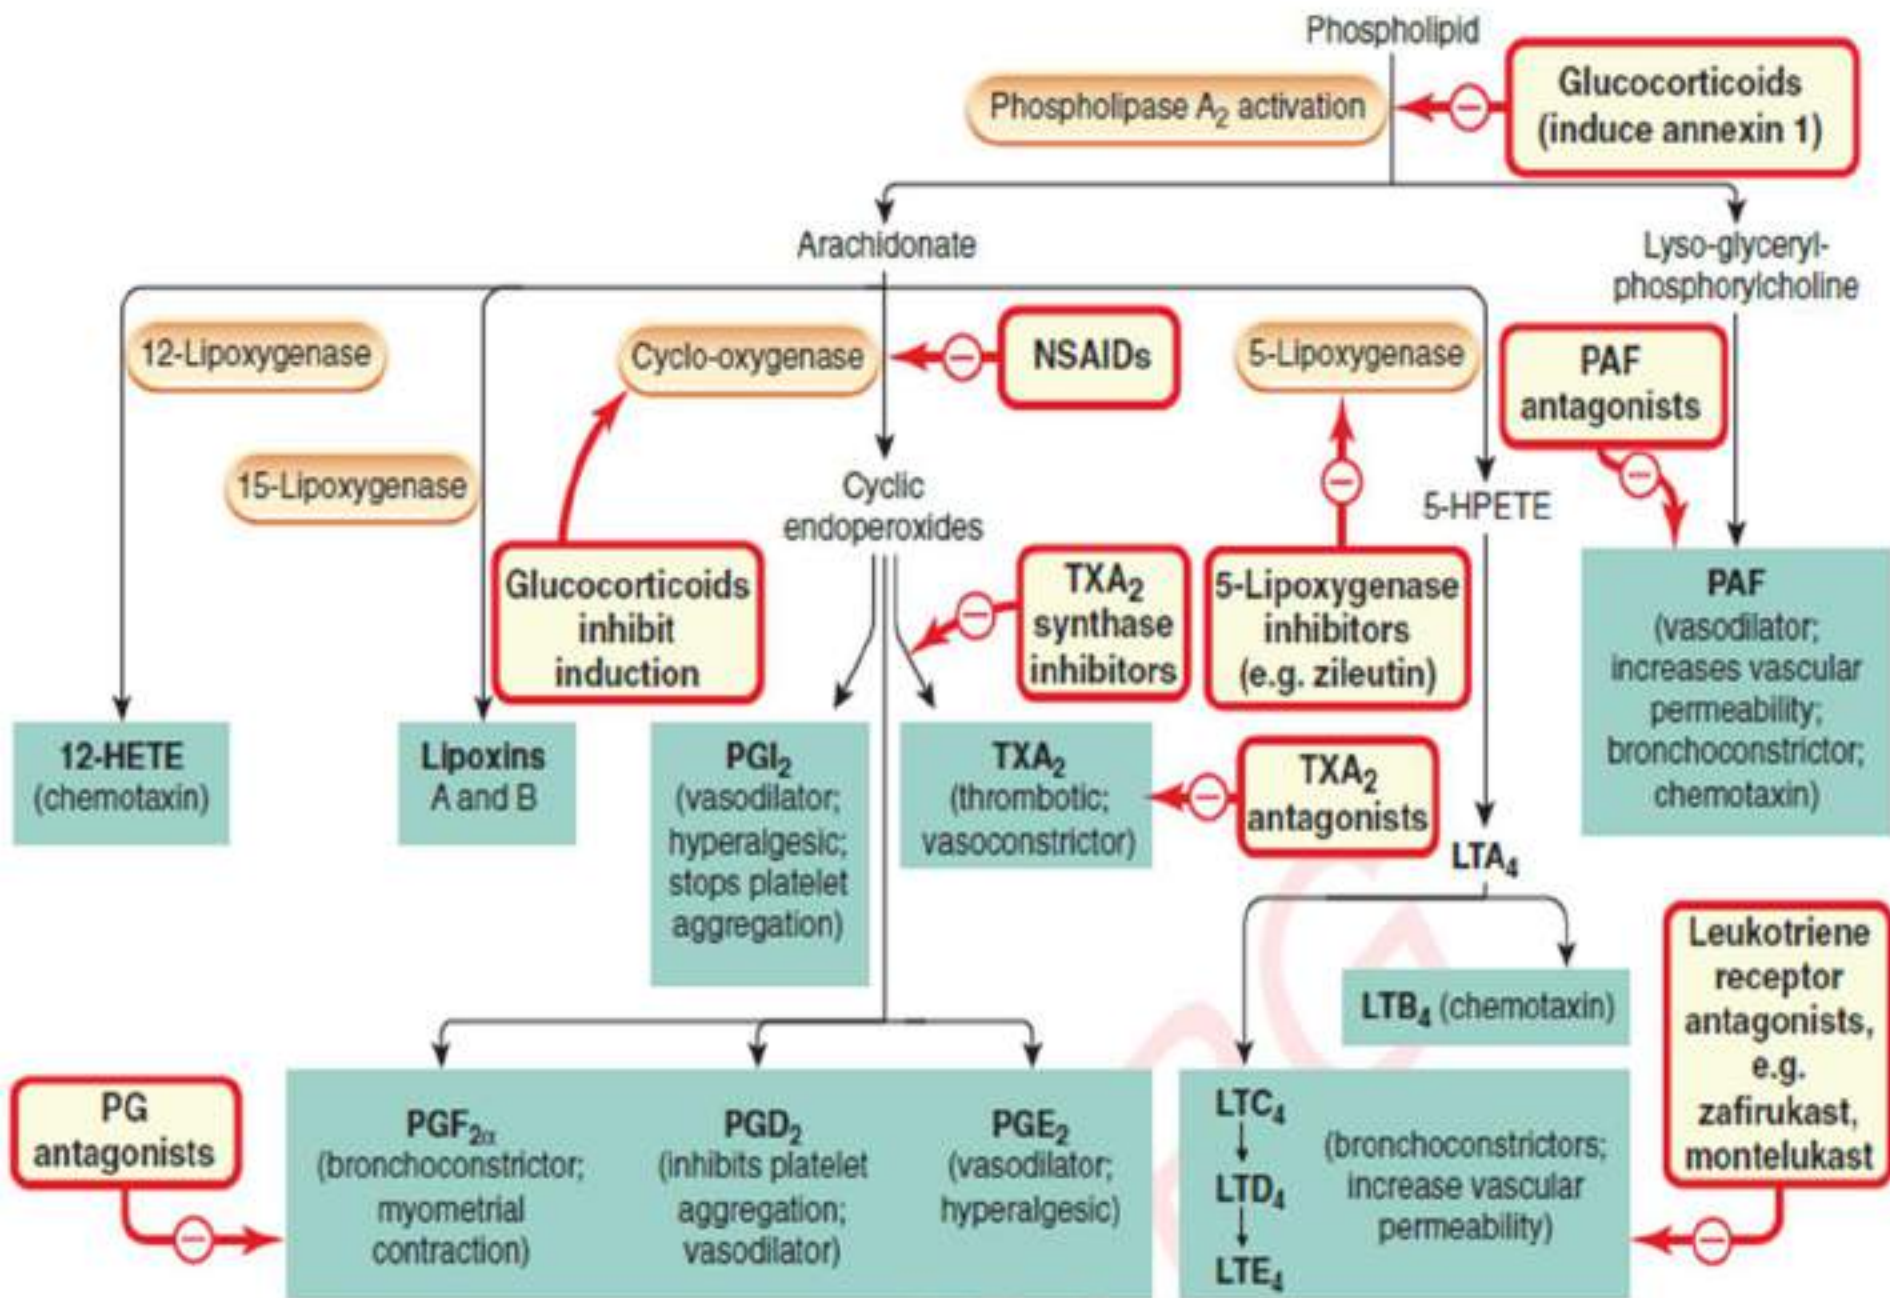 Phospholipid
Phospholipase A₂ activation
Glucocorticoids
(induce annexin 1)
Arachidonate
Lyso-glyceryl-
phosphorylcholine
12-Lipoxygenase
Cyclo-oxygenase
NSAIDs
5-Lipoxygenase
PAF
antagonists
15-Lipoxygenase
Cyclic
endoperoxides
5-HPETE
Glucocorticoids
inhibit
induction
TXA₂
synthase
inhibitors
5-Lipoxygenase
inhibitors
(e.g. zileutin)
PAF
(vasodilator;
increases vascular
permeability;
bronchoconstrictor;
chemotaxin)
12-HETE
(chemotaxin)
Lipoxins
A and B
PGI₂
(vasodilator;
hyperalgesic;
stops platelet
aggregation)
TXA₂
(thrombotic;
vasoconstrictor)
TXA₂
antagonists
LTA₄
LTB₄ (chemotaxin)
Leukotriene
receptor
antagonists,
e.g.
zafirukast,
montelukast
PG
antagonists
PGF₂α
(bronchoconstrictor;
myometrial
contraction)
PGD₂
(inhibits platelet
aggregation;
vasodilator)
PGE₂
(vasodilator;
hyperalgesic)
LTC₄
LTD₄
LTE₄
(bronchoconstrictors;
increase vascular
permeability)